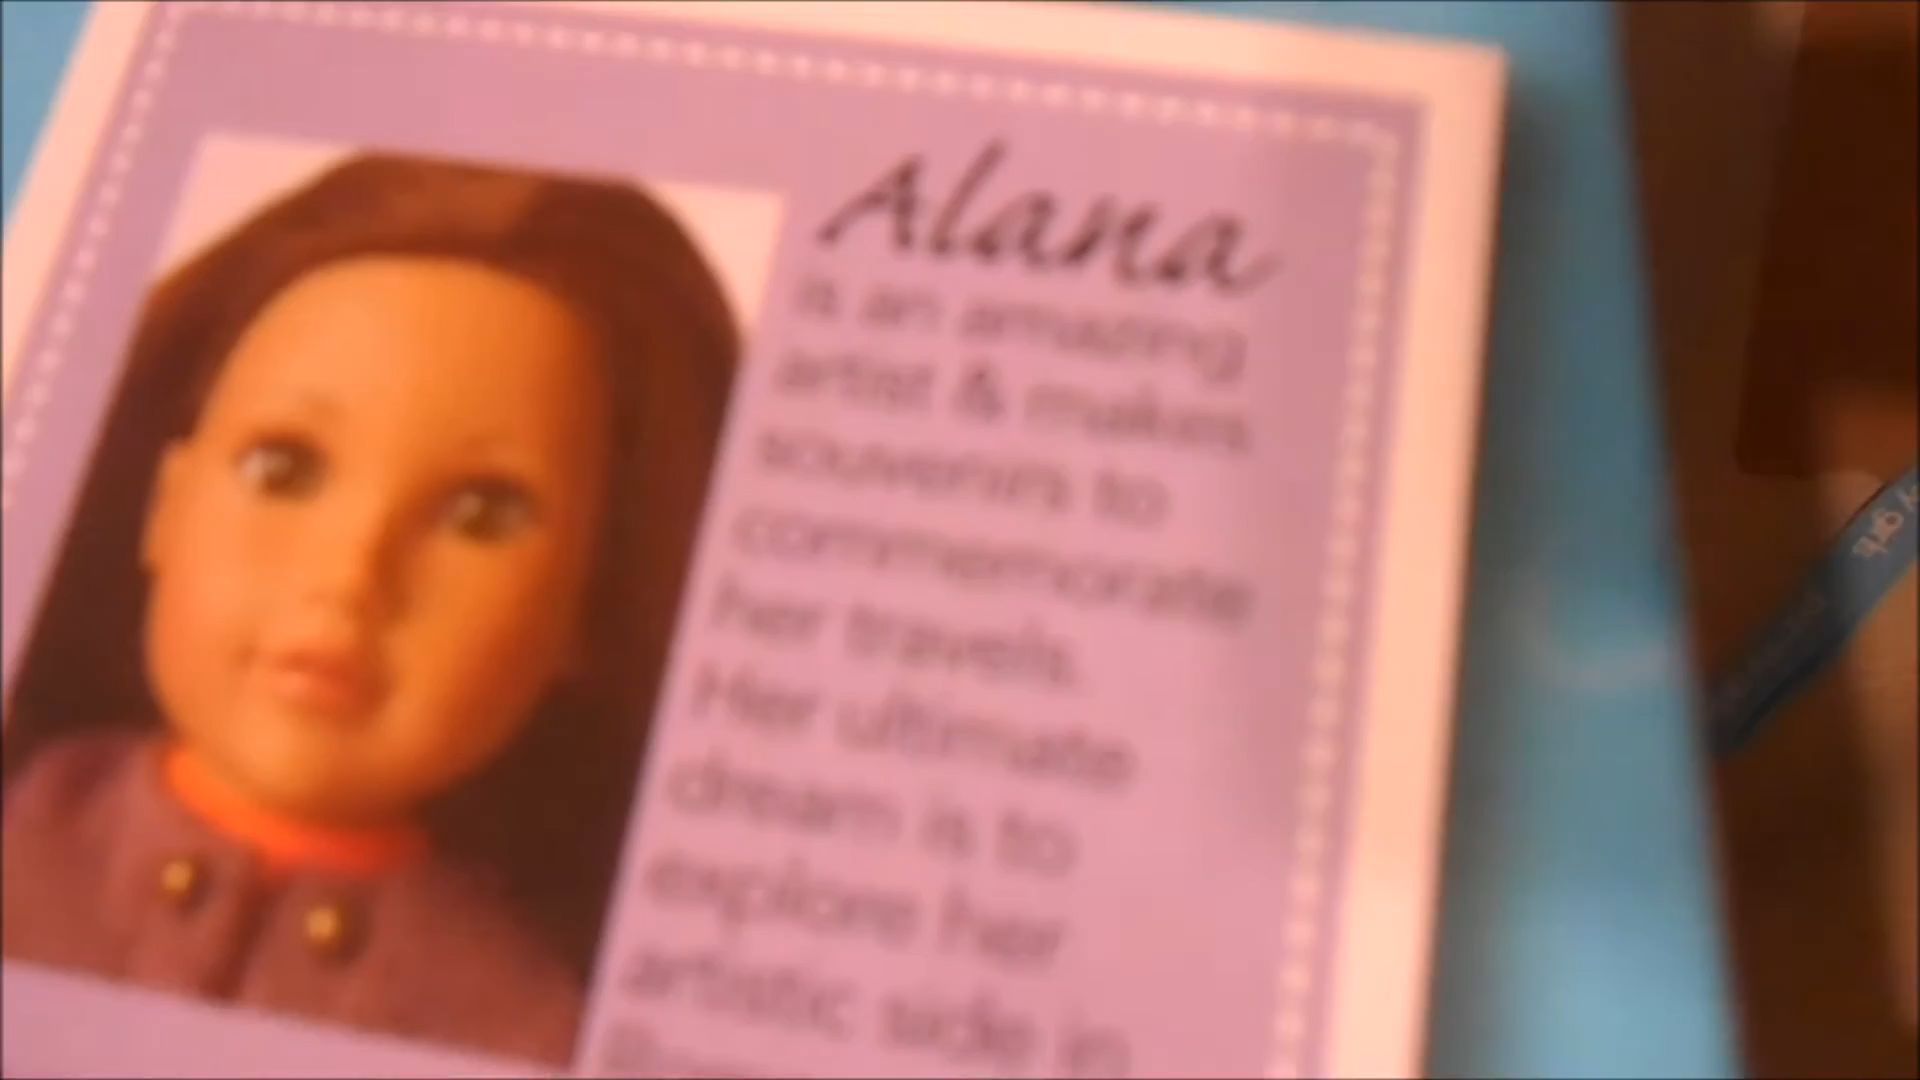 Alana
is an amazing
artist & makes
souvenirs to
commemorate
her travels.
Her ultimate
dream is to
explore her
artistic side in
girls